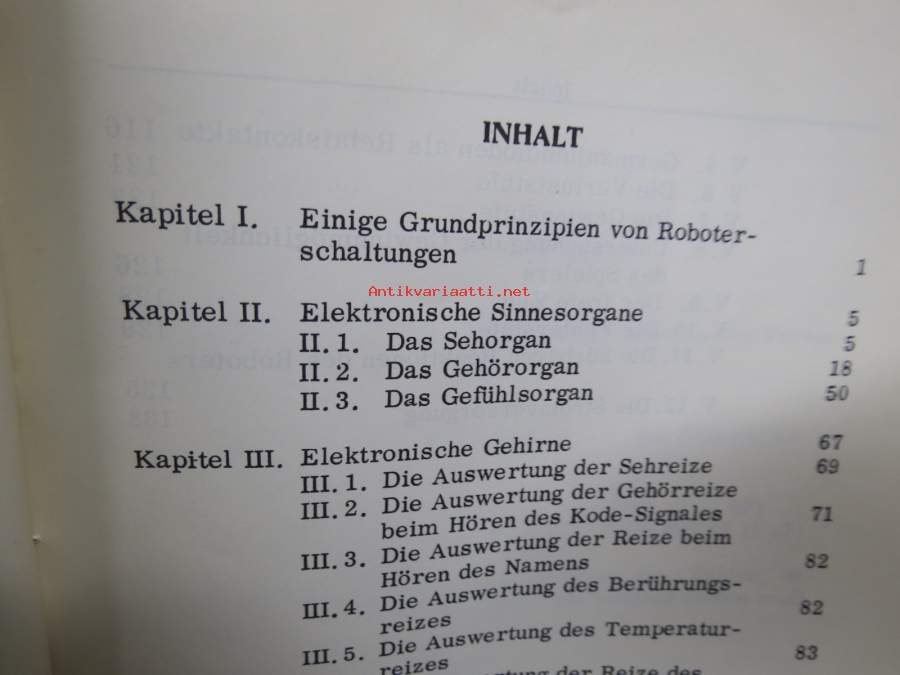 INHALT
Kapitel I. Einige Grundprinzipien von Roboter-
schaltungen 1
Antikvariaatti.net
Kapitel II. Elektronische Sinnesorgane 5
II. 1. Das Sehorgan 5
II. 2. Das Gehörorgan 18
II. 3. Das Gefühlsorgan 50
Kapitel III. Elektronische Gehirne 67
III. 1. Die Auswertung der Sehreize 69
III. 2. Die Auswertung der Gehörreize
beim Hören des Kode-Signales 71
III. 3. Die Auswertung der Reize beim
Hören des Namens 82
III. 4. Die Auswertung des Berührungs-
reizes 82
III. 5. Die Auswertung des Temperatur-
reizes 83
der Reize des